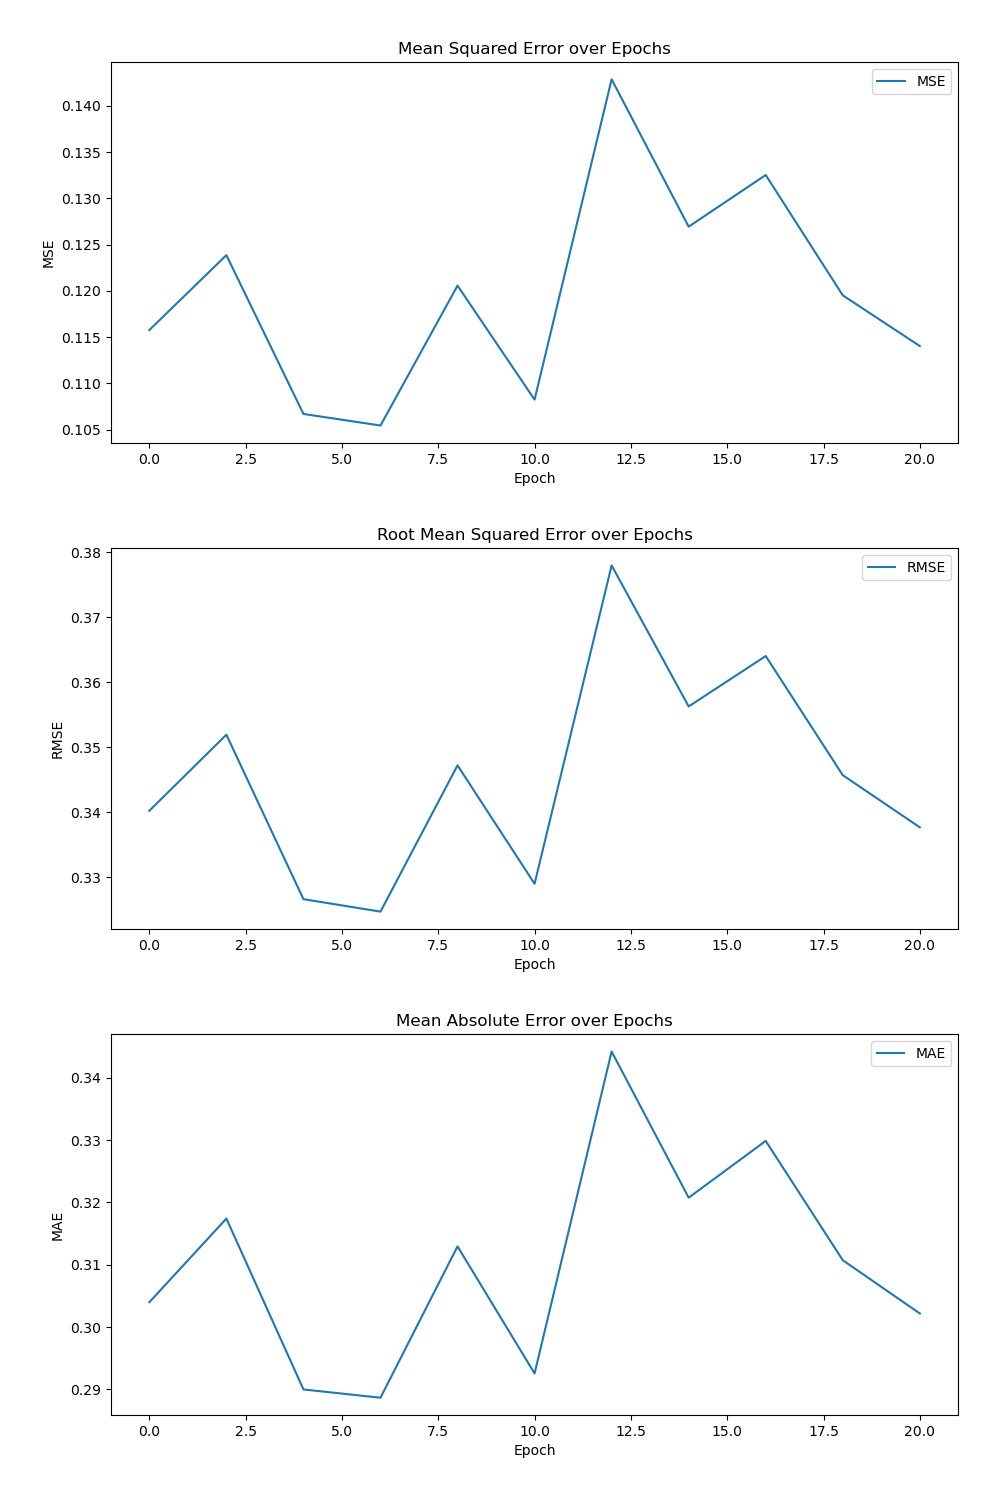 Mean Squared Error over Epochs
MSE
0.140
0.135
0.130
0.125
0.120
0.115
0.110
0.105
MSE
0.0 2.5 5.0 7.5 10.0 12.5 15.0 17.5 20.0
Epoch
Root Mean Squared Error over Epochs
RMSE
0.38
0.37
0.36
0.35
0.34
0.33
RMSE
0.0 2.5 5.0 7.5 10.0 12.5 15.0 17.5 20.0
Epoch
Mean Absolute Error over Epochs
MAE
0.34
0.33
0.32
0.31
0.30
0.29
MAE
0.0 2.5 5.0 7.5 10.0 12.5 15.0 17.5 20.0
Epoch